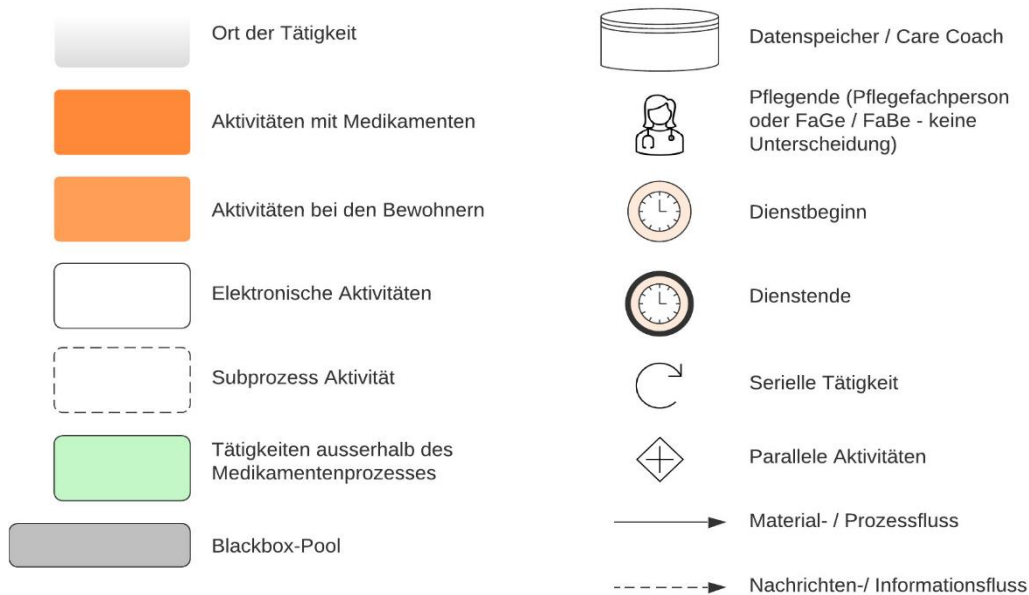 Ort der Tätigkeit
Aktivitäten mit Medikamenten
Aktivitäten bei den Bewohnern
Elektronische Aktivitäten
Subprozess Aktivität
Tätigkeiten ausserhalb des
Medikamentenprozesses
Blackbox-Pool
Datenspeicher / Care Coach
Pflegende (Pflegefachperson
oder FaGe / FaBe - keine
Unterscheidung)
Dienstbeginn
Dienstende
Serielle Tätigkeit
Parallele Aktivitäten
Material- / Prozessfluss
Nachrichten-/ Informationsfluss